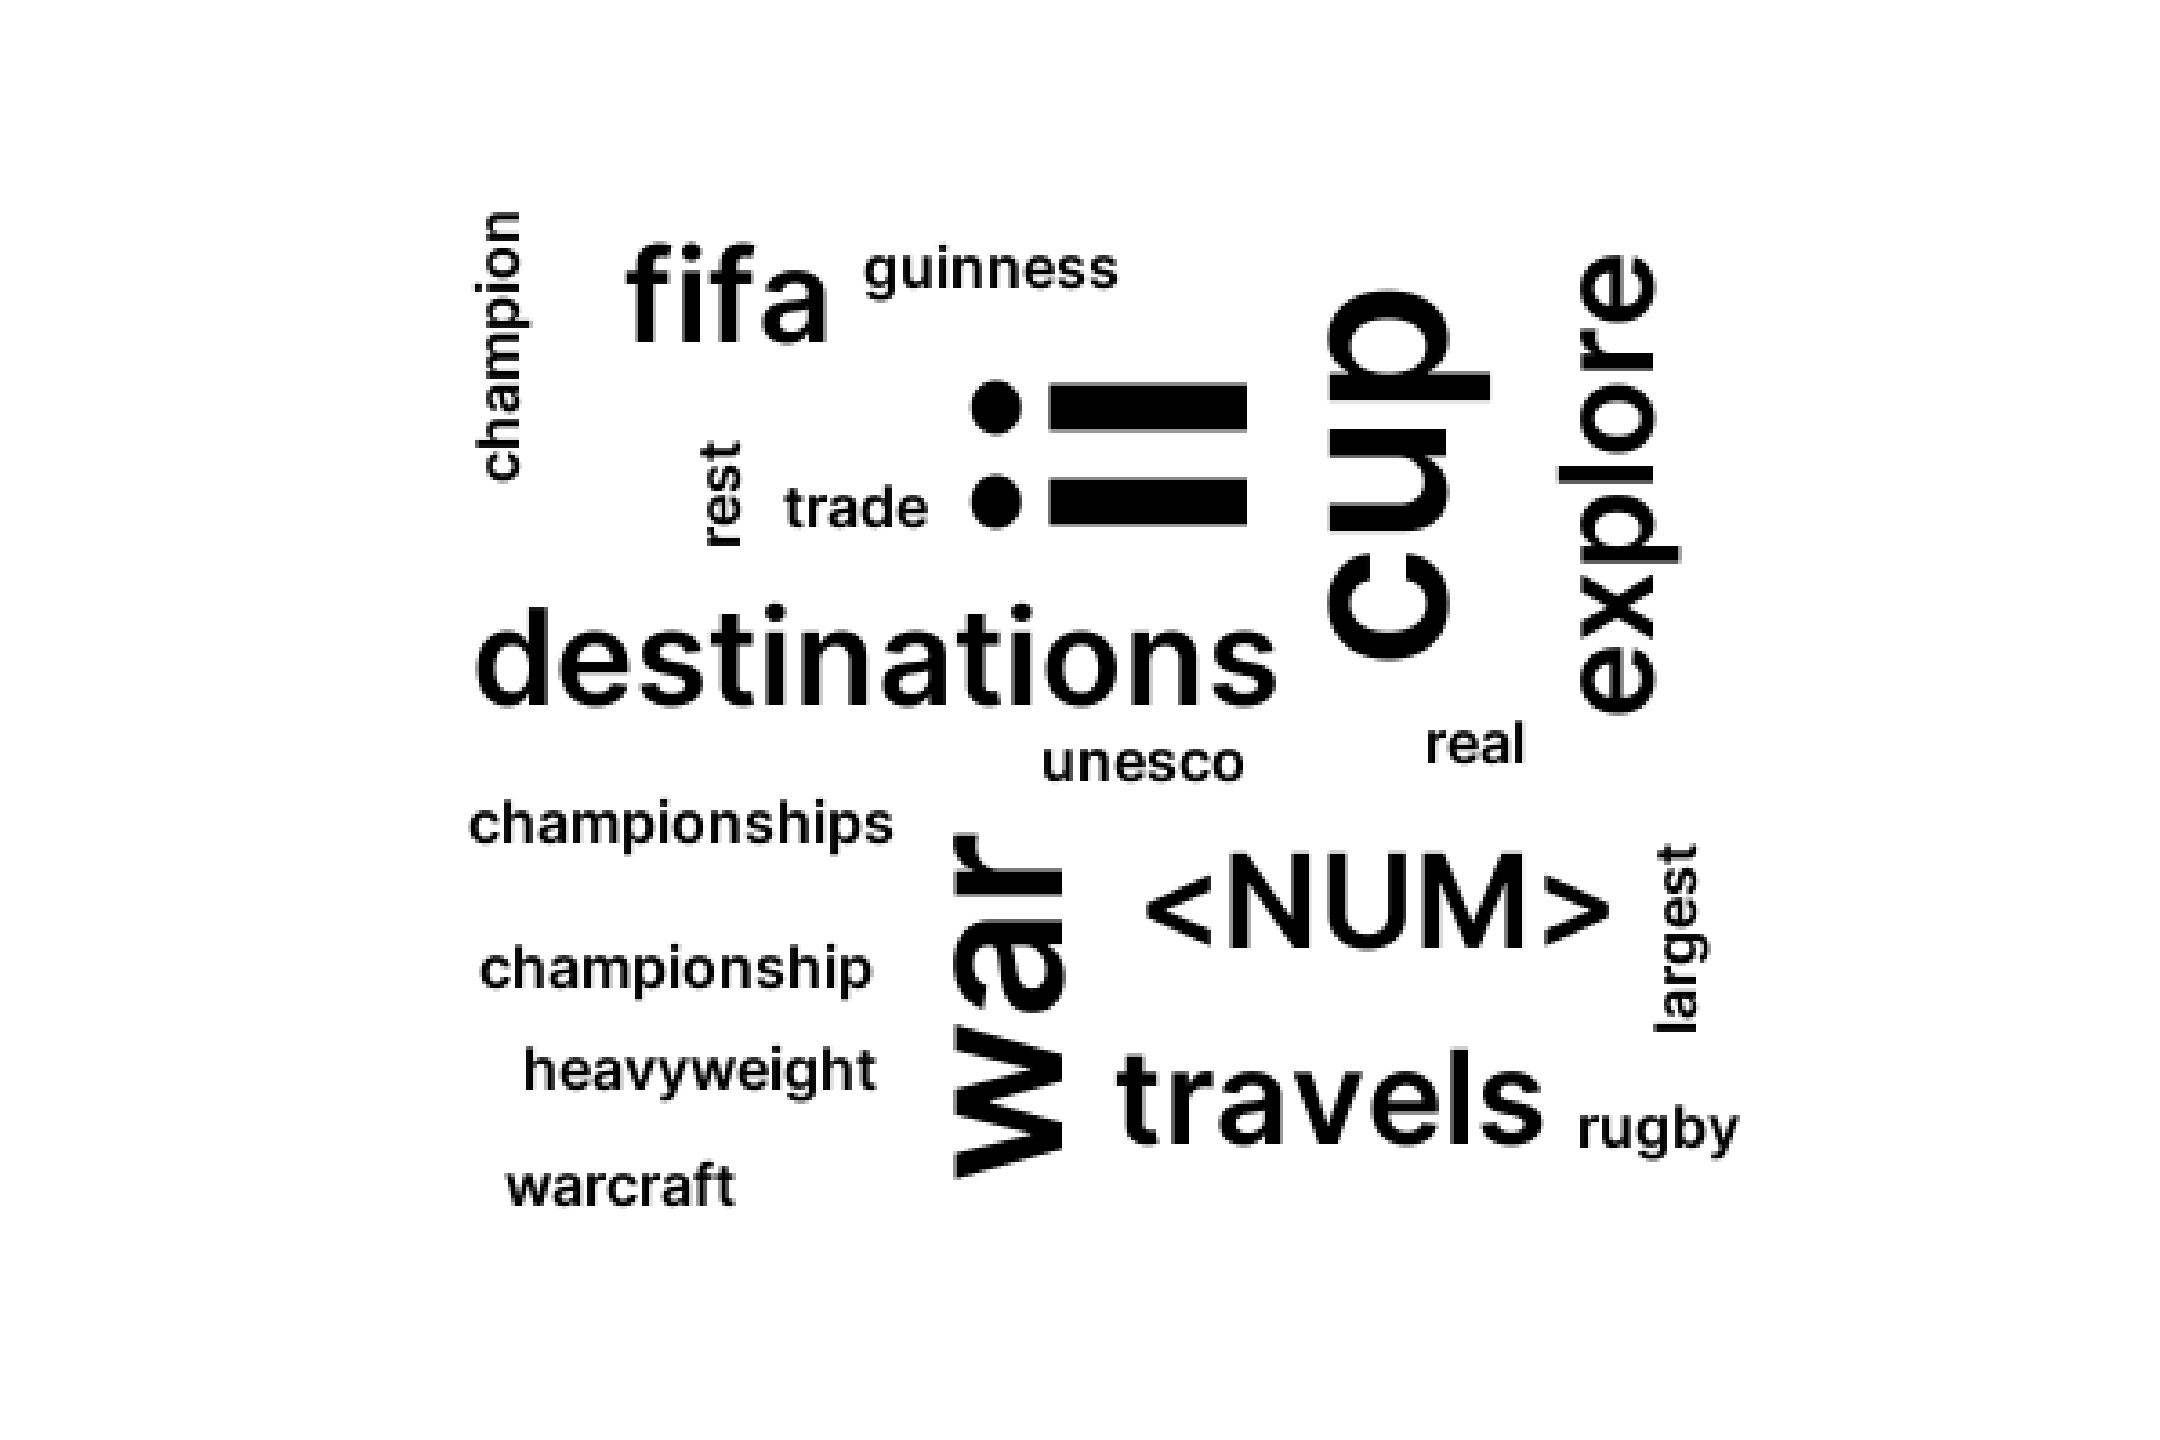 champion
fifa
guinness
ii
cup
explore
rest
trade
destinations
unesco
real
championships
war
<NUM>
largest
championship
heavyweight
travels
rugby
warcraft